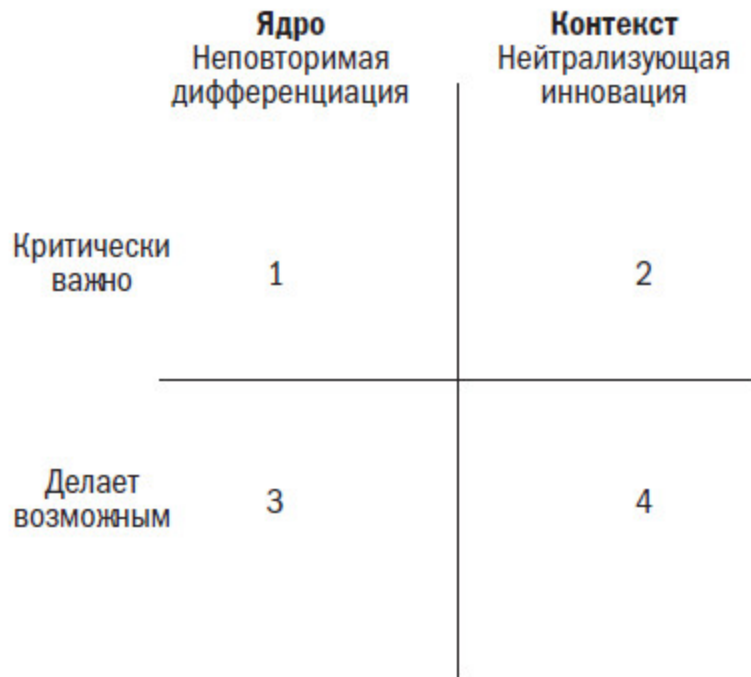 Ядро
Неповторимая
дифференциация
Контекст
Нейтрализующая
инновация
Критически
важно
1
2
Делает
возможным
3
4